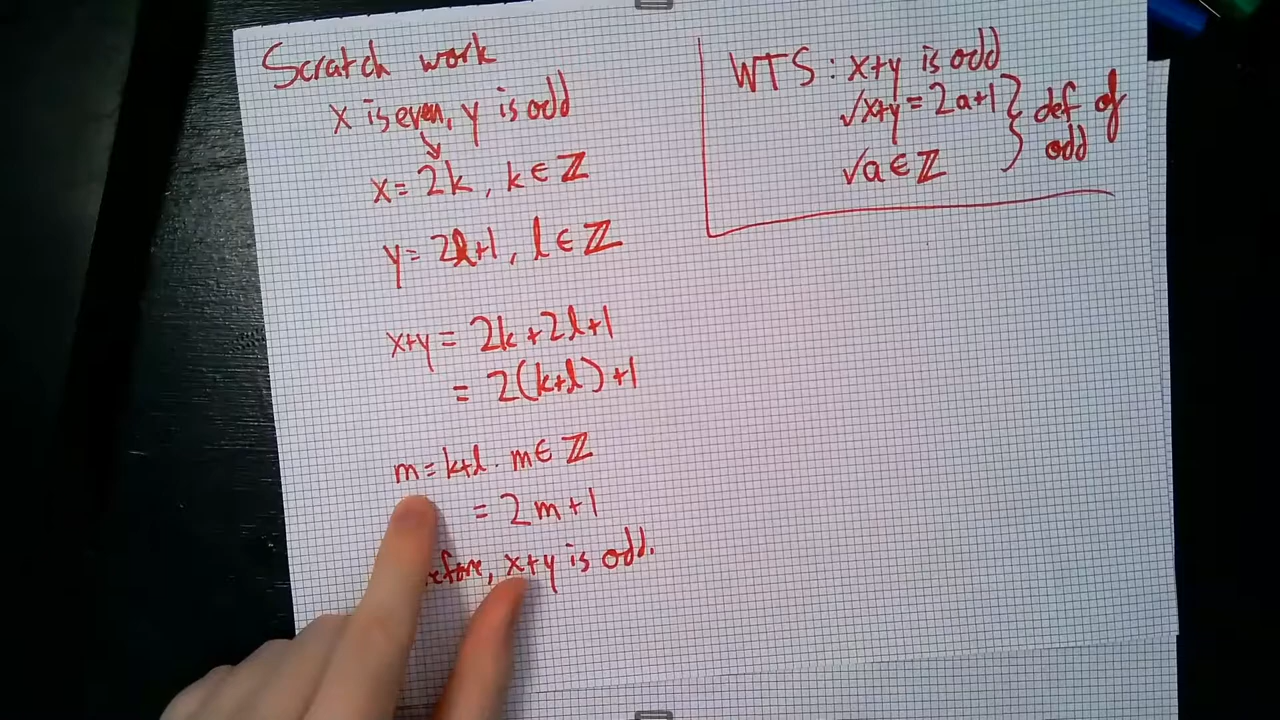 Scratch work
x is even, y is odd
x = 2k, k ∈ ℤ
y = 2l+1, l ∈ ℤ
x+y = 2k + 2l + 1
= 2(k+l) + 1
m = k+l. m ∈ ℤ
= 2m + 1
x+y is odd.
WTS: x+y is odd
✓x+y = 2a+1 } def of
✓a ∈ ℤ odd